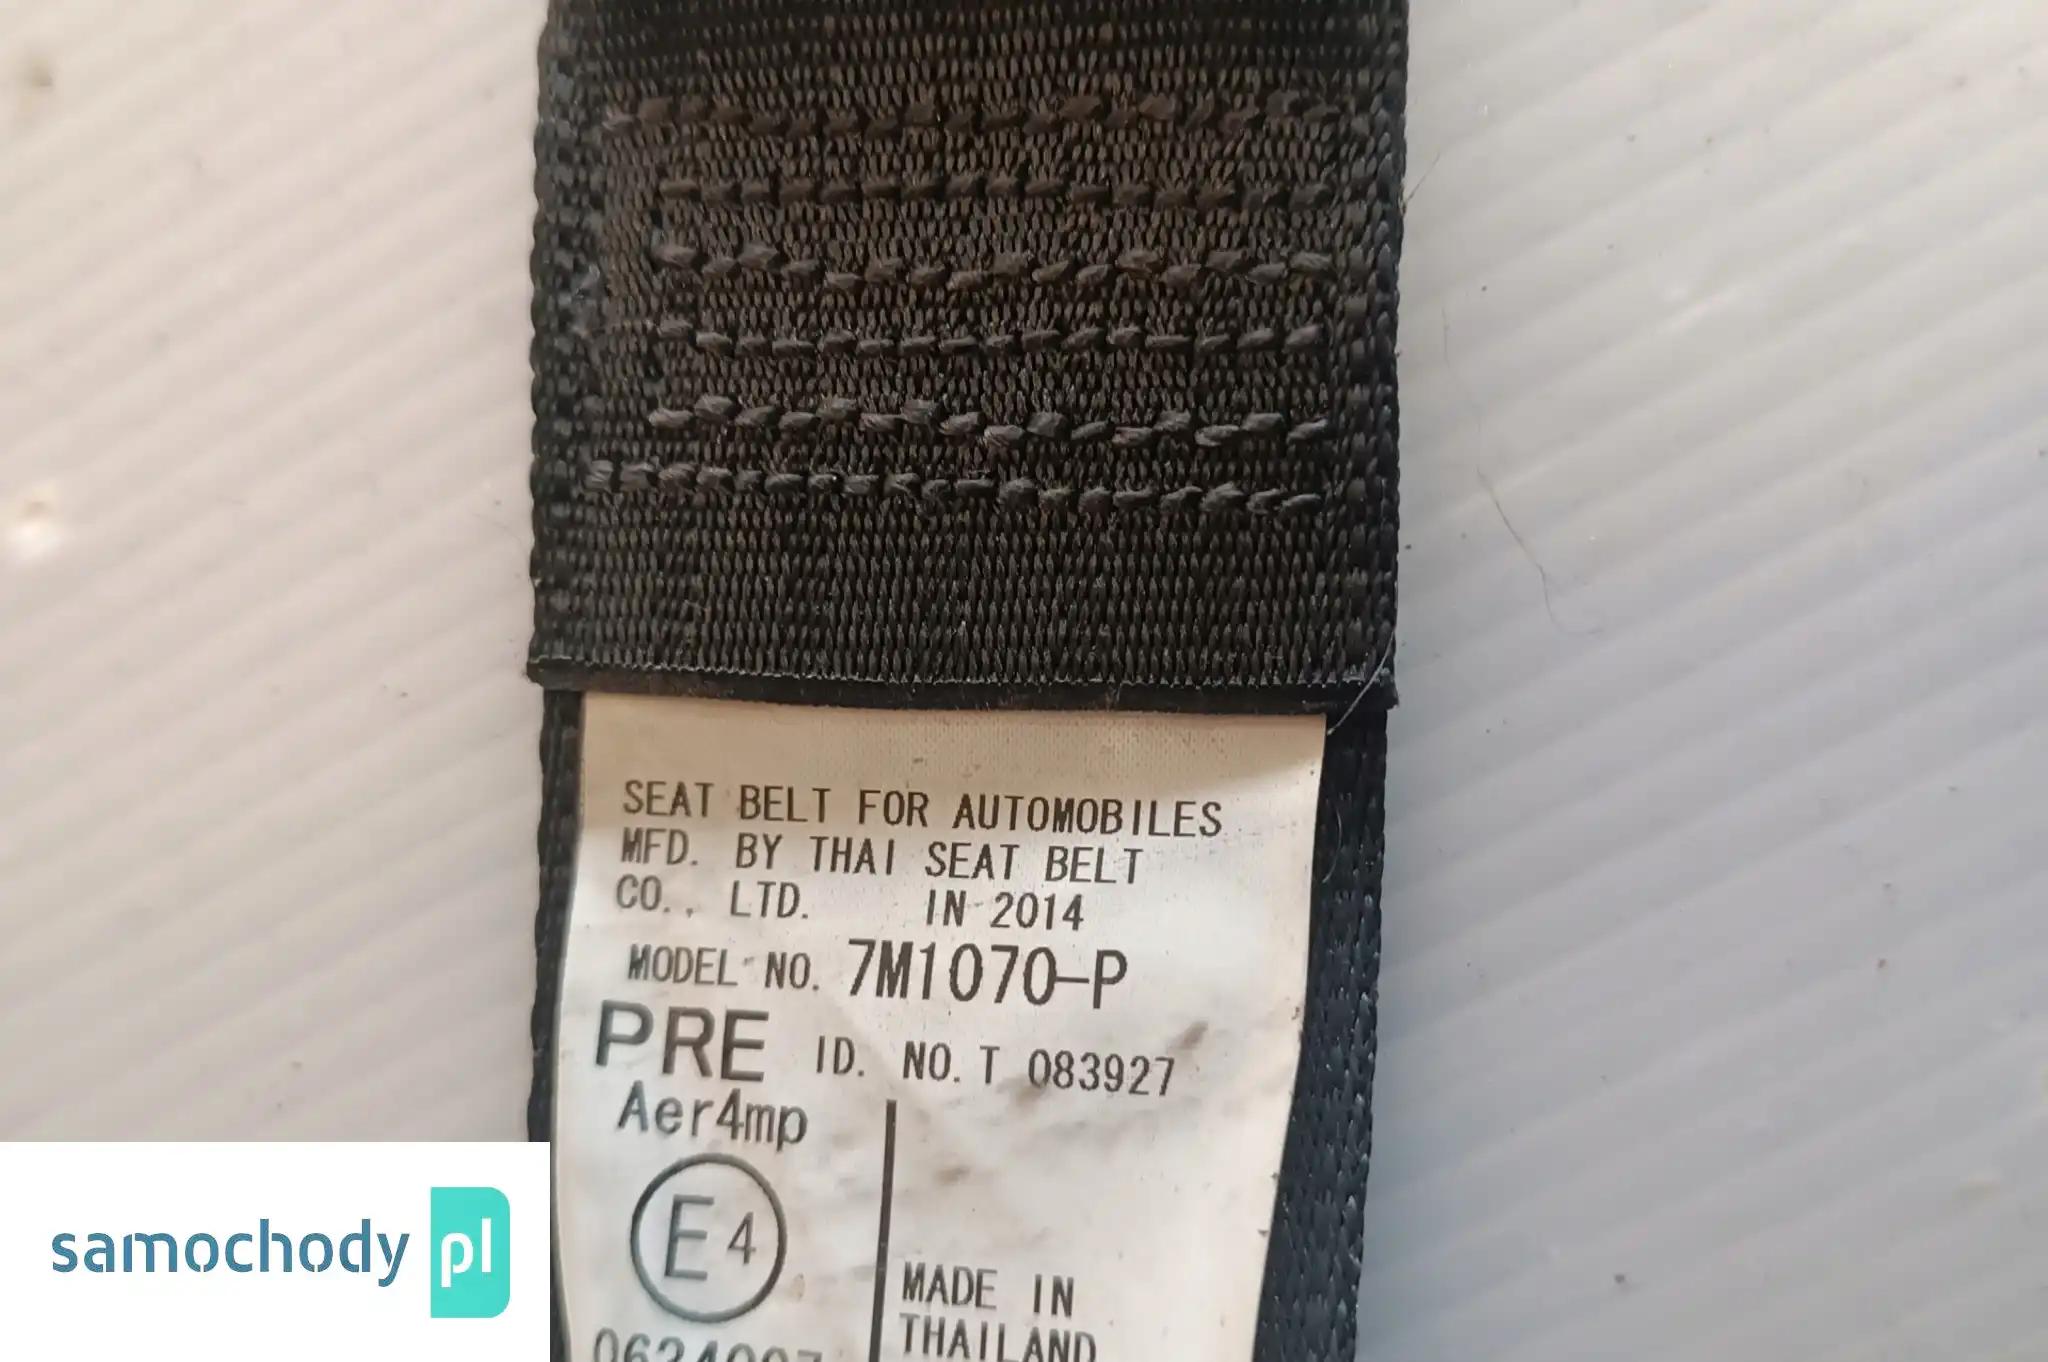 SEAT BELT FOR AUTOMOBILES
MFD. BY THAI SEAT BELT
CO., LTD. IN 2014
MODEL NO. 7M1070-P
PRE ID. NO. T 083927
Aer4mp
E4
MADE IN
THAILAND
samochody pl